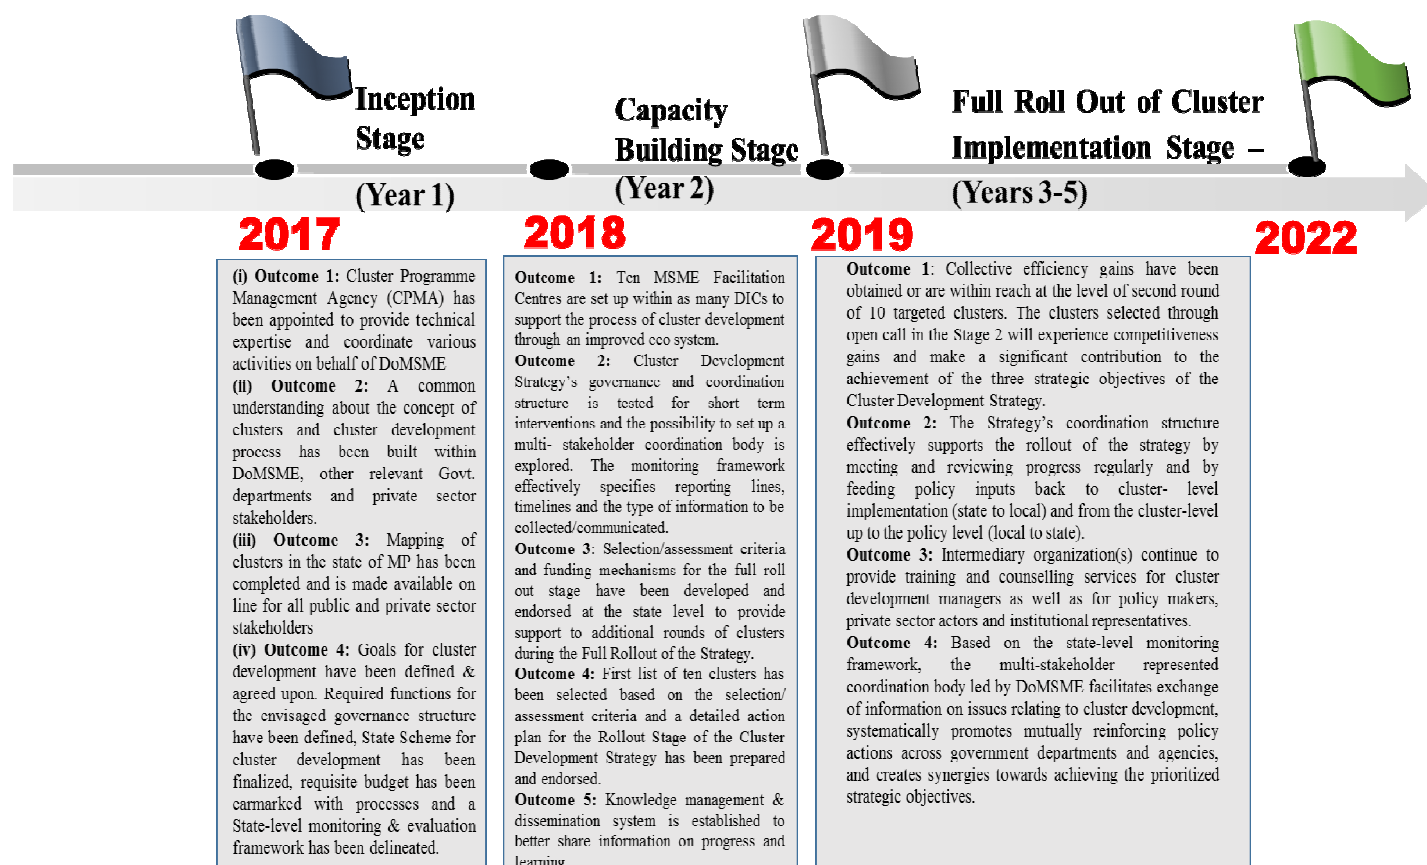 Inception
Stage
(Year 1)
Capacity
Building Stage
(Year 2)
Full Roll Out of Cluster
Implementation Stage –
(Years 3-5)
2017
2018
2019
2022
(i) Outcome 1: Cluster Programme
Management Agency (CPMA) has
been appointed to provide technical
expertise and coordinate various
activities on behalf of DoMSME
(ii) Outcome 2: A common
understanding about the concept of
clusters and cluster development
process has been built within
DoMSME, other relevant Govt.
departments and private sector
stakeholders.
(iii) Outcome 3: Mapping of
clusters in the state of MP has been
completed and is made available on
line for all public and private sector
stakeholders
(iv) Outcome 4: Goals for cluster
development have been defined &
agreed upon. Required functions for
the envisaged governance structure
have been defined, State Scheme for
cluster development has been
finalized, requisite budget has been
earmarked with processes and a
State-level monitoring & evaluation
framework has been delineated.
Outcome 1: Ten MSME Facilitation
Centres are set up within as many DICs to
support the process of cluster development
through an improved eco system.
Outcome 2: Cluster Development
Strategy's governance and coordination
structure is tested for short term
interventions and the possibility to set up a
multi- stakeholder coordination body is
explored. The monitoring framework
effectively specifies reporting lines,
timelines and the type of information to be
collected/communicated.
Outcome 3: Selection/assessment criteria
and funding mechanisms for the full roll
out stage have been developed and
endorsed at the state level to provide
support to additional rounds of clusters
during the Full Rollout of the Strategy.
Outcome 4: First list of ten clusters has
been selected based on the selection/
assessment criteria and a detailed action
plan for the Rollout Stage of the Cluster
Development Strategy has been prepared
and endorsed.
Outcome 5: Knowledge management &
dissemination system is established to
better share information on progress and
learning
Outcome 1: Collective efficiency gains have been
obtained or are within reach at the level of second round
of 10 targeted clusters. The clusters selected through
open call in the Stage 2 will experience competitiveness
gains and make a significant contribution to the
achievement of the three strategic objectives of the
Cluster Development Strategy.
Outcome 2: The Strategy's coordination structure
effectively supports the rollout of the strategy by
meeting and reviewing progress regularly and by
feeding policy inputs back to cluster- level
implementation (state to local) and from the cluster-level
up to the policy level (local to state).
Outcome 3: Intermediary organization(s) continue to
provide training and counselling services for cluster
development managers as well as for policy makers,
private sector actors and institutional representatives.
Outcome 4: Based on the state-level monitoring
framework, the multi-stakeholder represented
coordination body led by DoMSME facilitates exchange
of information on issues relating to cluster development,
systematically promotes mutually reinforcing policy
actions across government departments and agencies,
and creates synergies towards achieving the prioritized
strategic objectives.